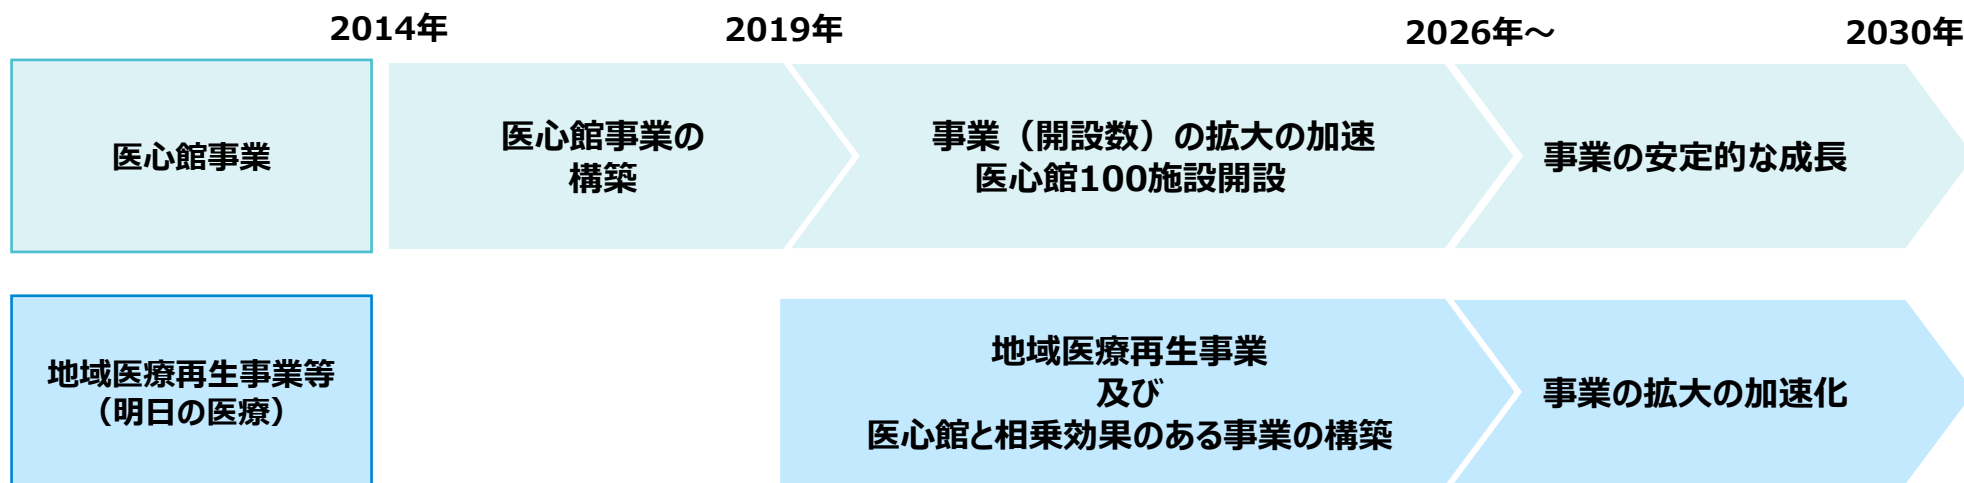 2014年
2019年
2026年～
2030年
医心館事業
医心館事業の
構築
事業（開設数）の拡大の加速
医心館100施設開設
事業の安定的な成長
地域医療再生事業等
（明日の医療）
地域医療再生事業
及び
医心館と相乗効果のある事業の構築
事業の拡大の加速化